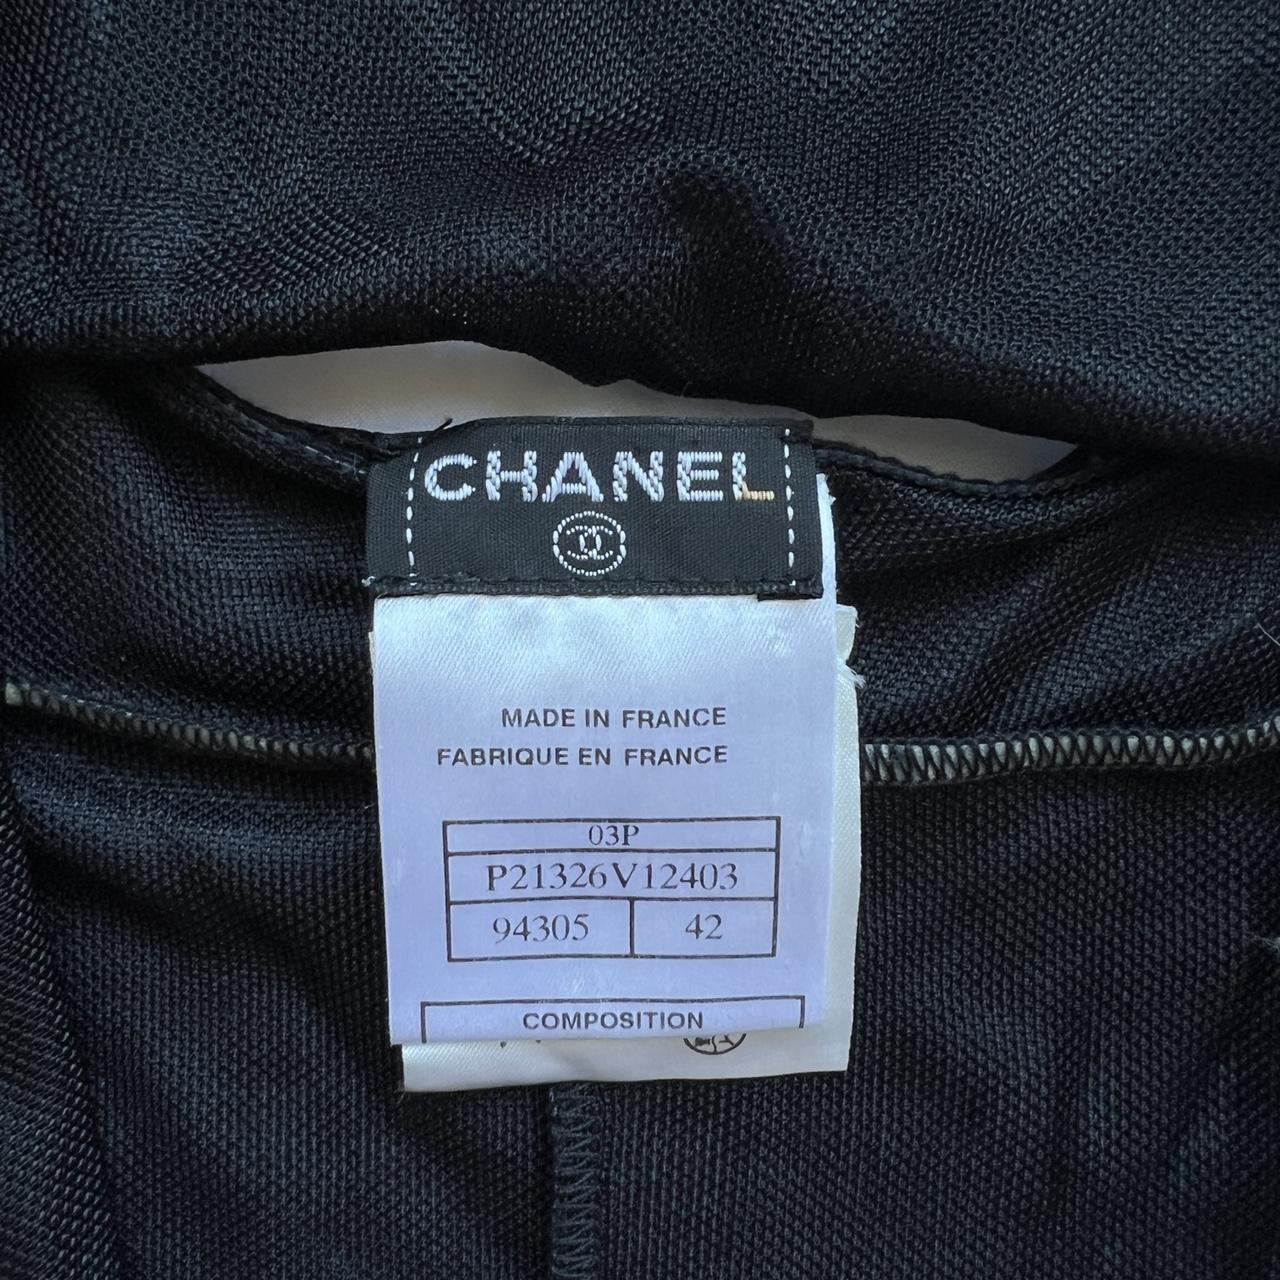 CHANEL
MADE IN FRANCE
FABRIQUE EN FRANCE
03P
P21326V12403
94305 42
COMPOSITION